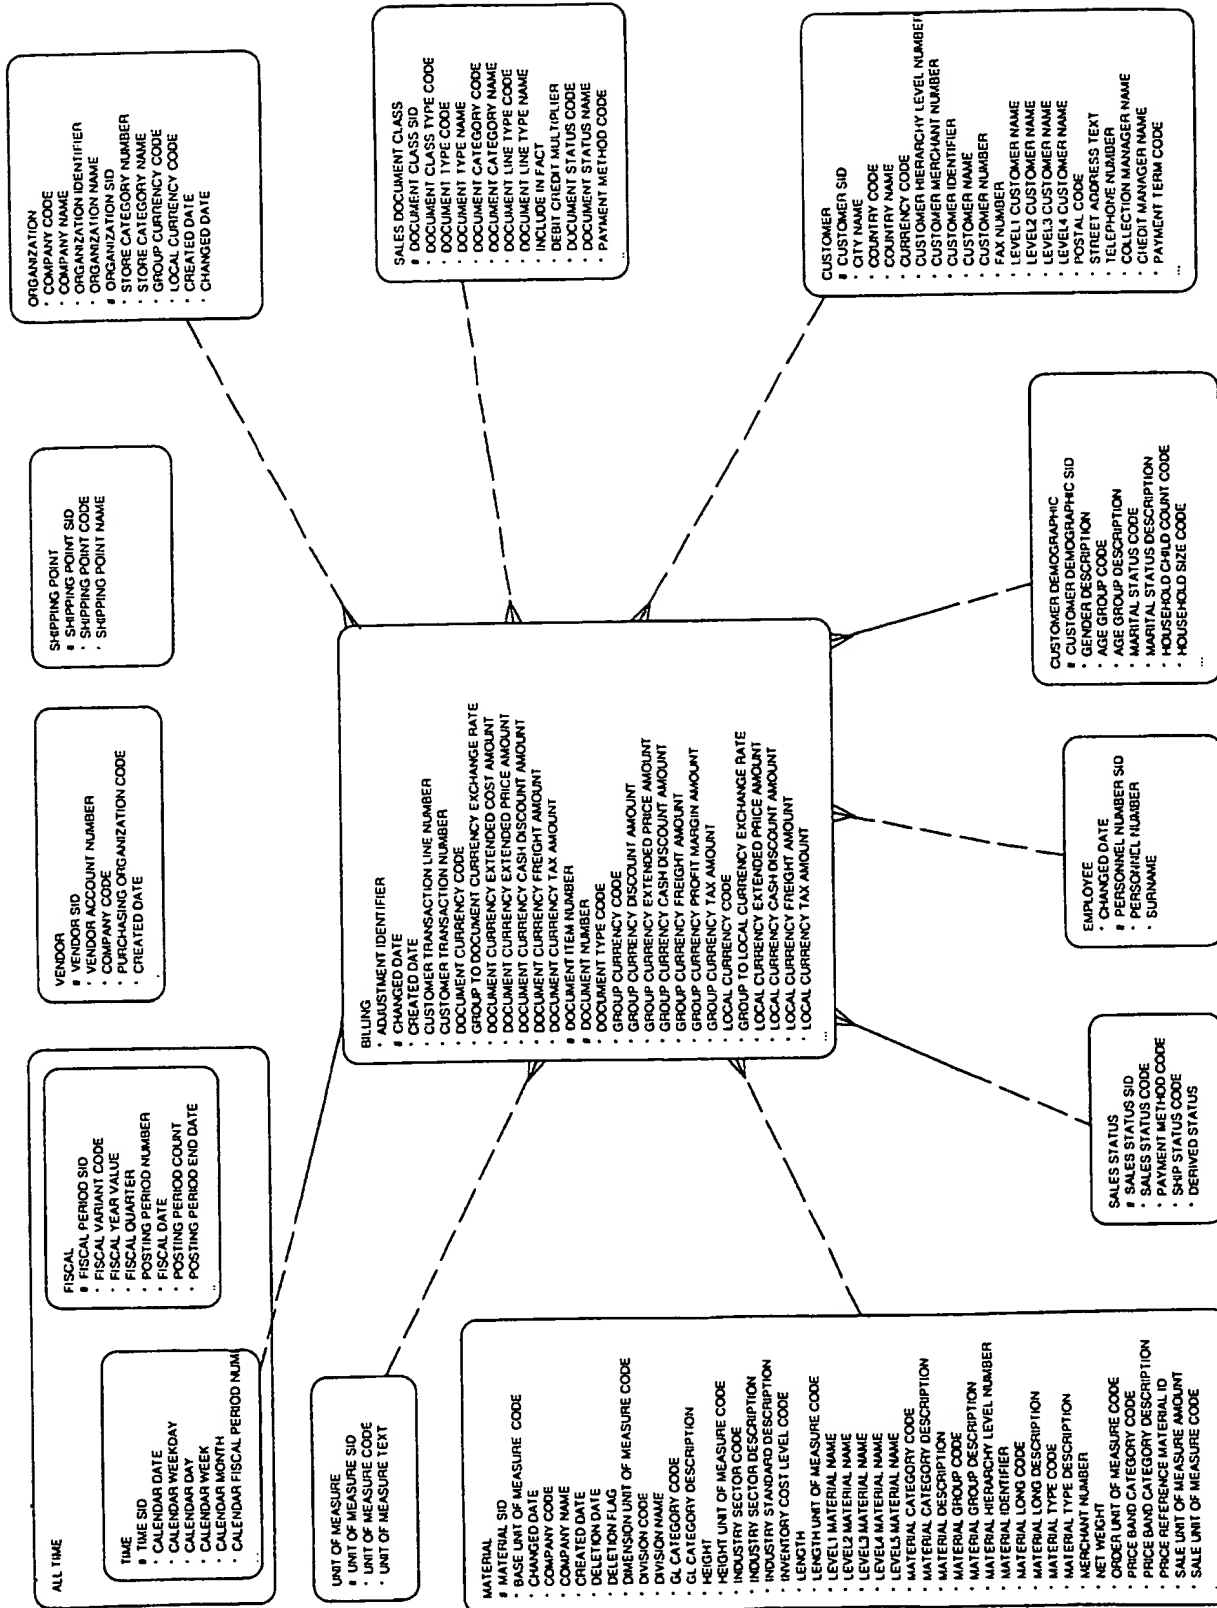 ALL TIME
TIME
# TIME SID
· CALENDAR DATE
· CALENDAR WEEKDAY
· CALENDAR DAY
· CALENDAR WEEK
· CALENDAR MONTH
· CALENDAR FISCAL PERIOD NUM
...
FISCAL
# FISCAL PERIOD SID
· FISCAL VARIANT CODE
· FISCAL YEAR VALUE
· FISCAL QUARTER
· POSTING PERIOD NUMBER
· FISCAL DATE
· POSTING PERIOD COUNT
· POSTING PERIOD END DATE
...
VENDOR
# VENDOR SID
· VENDOR ACCOUNT NUMBER
· COMPANY CODE
· PURCHASING ORGANIZATION CODE
· CREATED DATE
SHIPPING POINT
# SHIPPING POINT SID
· SHIPPING POINT CODE
· SHIPPING POINT NAME
ORGANIZATION
· COMPANY CODE
· COMPANY NAME
· ORGANIZATION IDENTIFIER
· ORGANIZATION NAME
# ORGANIZATION SID
· STORE CATEGORY NUMBER
· STORE CATEGORY NAME
· GROUP CURRENCY CODE
· LOCAL CURRENCY CODE
· CREATED DATE
· CHANGED DATE
UNIT OF MEASURE
# UNIT OF MEASURE SID
· UNIT OF MEASURE CODE
· UNIT OF MEASURE TEXT
BILLING
· ADJUSTMENT IDENTIFIER
# CHANGED DATE
· CREATED DATE
· CUSTOMER TRANSACTION LINE NUMBER
· CUSTOMER TRANSACTION NUMBER
· DOCUMENT CURRENCY CODE
· GROUP TO DOCUMENT CURRENCY EXCHANGE RATE
· DOCUMENT CURRENCY EXTENDED COST AMOUNT
· DOCUMENT CURRENCY EXTENDED PRICE AMOUNT
· DOCUMENT CURRENCY CASH DISCOUNT AMOUNT
· DOCUMENT CURRENCY FREIGHT AMOUNT
· DOCUMENT CURRENCY TAX AMOUNT
# DOCUMENT ITEM NUMBER
# DOCUMENT NUMBER
· DOCUMENT TYPE CODE
· GROUP CURRENCY CODE
· GROUP CURRENCY DISCOUNT AMOUNT
· GROUP CURRENCY EXTENDED PRICE AMOUNT
· GROUP CURRENCY CASH DISCOUNT AMOUNT
· GROUP CURRENCY FREIGHT AMOUNT
· GROUP CURRENCY PROFIT MARGIN AMOUNT
· GROUP CURRENCY TAX AMOUNT
· LOCAL CURRENCY CODE
· GROUP TO LOCAL CURRENCY EXCHANGE RATE
· LOCAL CURRENCY EXTENDED PRICE AMOUNT
· LOCAL CURRENCY CASH DISCOUNT AMOUNT
· LOCAL CURRENCY FREIGHT AMOUNT
· LOCAL CURRENCY TAX AMOUNT
...
SALES DOCUMENT CLASS
# DOCUMENT CLASS SID
· DOCUMENT CLASS TYPE CODE
· DOCUMENT TYPE CODE
· DOCUMENT TYPE NAME
· DOCUMENT CATEGORY CODE
· DOCUMENT CATEGORY NAME
· DOCUMENT LINE TYPE CODE
· DOCUMENT LINE TYPE NAME
· INCLUDE IN FACT
· DEBIT CREDIT MULTIPLIER
· DOCUMENT STATUS CODE
· DOCUMENT STATUS NAME
· PAYMENT METHOD CODE
MATERIAL
# MATERIAL SID
· BASE UNIT OF MEASURE CODE
· CHANGED DATE
· COMPANY CODE
· COMPANY NAME
· CREATED DATE
· DELETION DATE
· DELETION FLAG
· DIMENSION UNIT OF MEASURE CODE
· DIVISION CODE
· DIVISION NAME
· GL CATEGORY CODE
· GL CATEGORY DESCRIPTION
· HEIGHT
· HEIGHT UNIT OF MEASURE CODE
· INDUSTRY SECTOR CODE
· INDUSTRY SECTOR DESCRIPTION
· INDUSTRY STANDARD DESCRIPTION
· INVENTORY COST LEVEL CODE
· LENGTH
· LENGTH UNIT OF MEASURE CODE
· LEVEL1 MATERIAL NAME
· LEVEL2 MATERIAL NAME
· LEVEL3 MATERIAL NAME
· LEVEL4 MATERIAL NAME
· LEVEL5 MATERIAL NAME
· MATERIAL CATEGORY CODE
· MATERIAL CATEGORY DESCRIPTION
· MATERIAL DESCRIPTION
· MATERIAL GROUP CODE
· MATERIAL GROUP DESCRIPTION
· MATERIAL HIERARCHY LEVEL NUMBER
· MATERIAL IDENTIFIER
· MATERIAL LONG CODE
· MATERIAL LONG DESCRIPTION
· MATERIAL TYPE CODE
· MATERIAL TYPE DESCRIPTION
· MERCHANT NUMBER
· NET WEIGHT
· ORDER UNIT OF MEASURE CODE
· PRICE BAND CATEGORY CODE
· PRICE BAND CATEGORY DESCRIPTION
· PRICE REFERENCE MATERIAL ID
· SALE UNIT OF MEASURE AMOUNT
· SALE UNIT OF MEASURE CODE
SALES STATUS
# SALES STATUS SID
· SALES STATUS CODE
· PAYMENT METHOD CODE
· SHIP STATUS CODE
· DERIVED STATUS
EMPLOYEE
· CHANGED DATE
# PERSONNEL NUMBER SID
· PERSONNEL NUMBER
· SURNAME
CUSTOMER DEMOGRAPHIC
# CUSTOMER DEMOGRAPHIC SID
· GENDER DESCRIPTION
· AGE GROUP CODE
· AGE GROUP DESCRIPTION
· MARITAL STATUS CODE
· MARITAL STATUS DESCRIPTION
· HOUSEHOLD CHILD COUNT CODE
· HOUSEHOLD SIZE CODE
...
CUSTOMER
# CUSTOMER SID
· CITY NAME
· COUNTRY CODE
· COUNTRY NAME
· CURRENCY CODE
· CUSTOMER HIERARCHY LEVEL NUMBER
· CUSTOMER MERCHANT NUMBER
· CUSTOMER IDENTIFIER
· CUSTOMER NAME
· CUSTOMER NUMBER
· FAX NUMBER
· LEVEL1 CUSTOMER NAME
· LEVEL2 CUSTOMER NAME
· LEVEL3 CUSTOMER NAME
· LEVEL4 CUSTOMER NAME
· POSTAL CODE
· STREET ADDRESS TEXT
· TELEPHONE NUMBER
· COLLECTION MANAGER NAME
· CREDIT MANAGER NAME
· PAYMENT TERM CODE
...